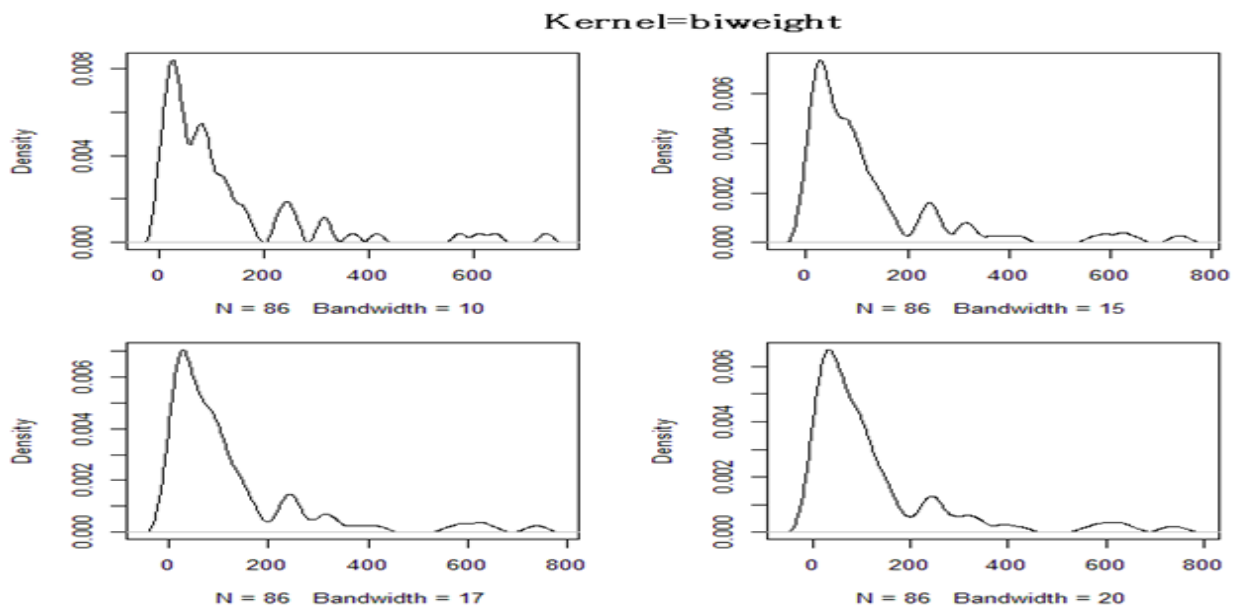 Kernel=biweight
Density
0.000
0.004
0.008
0 200 400 600
N = 86 Bandwidth = 10
Density
0.000
0.002
0.004
0.006
0 200 400 600 800
N = 86 Bandwidth = 15
Density
0.000
0.002
0.004
0.006
0 200 400 600 800
N = 86 Bandwidth = 17
Density
0.000
0.002
0.004
0.006
0 200 400 600 800
N = 86 Bandwidth = 20